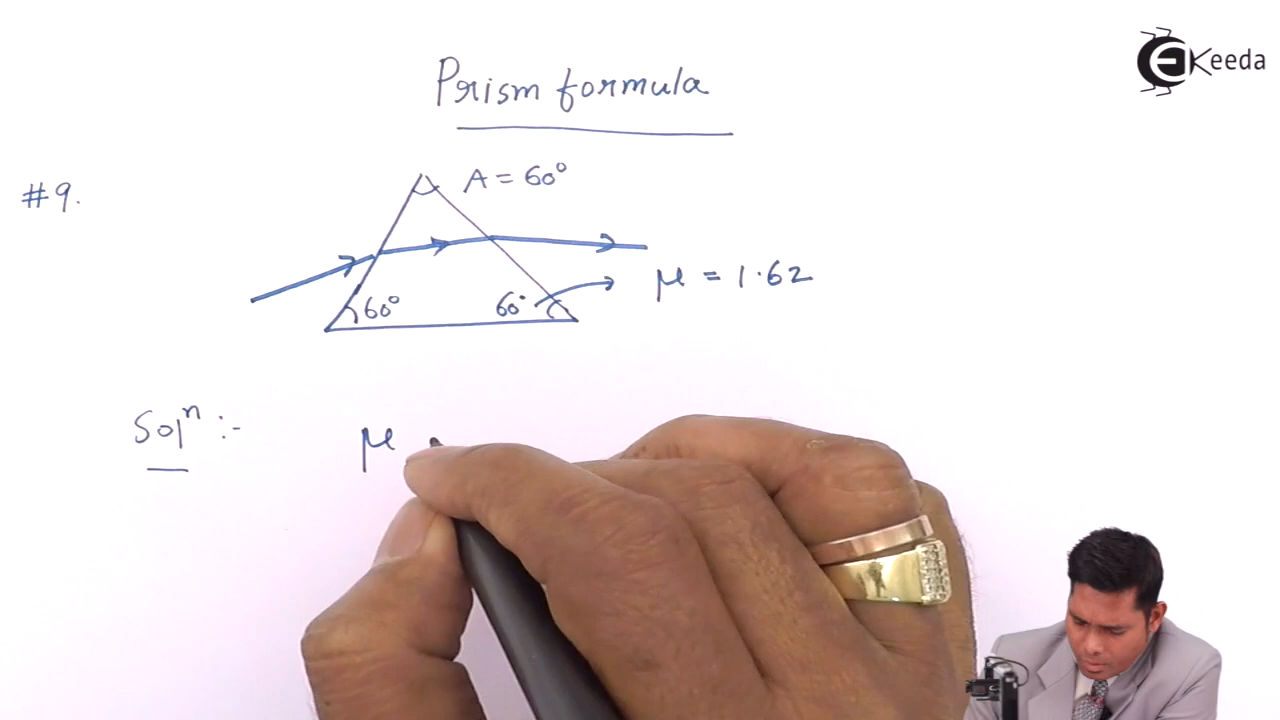 Keeda
Prism formula
#9.
A = 60°
60°
60°
μ = 1.62
Solⁿ :-
μ